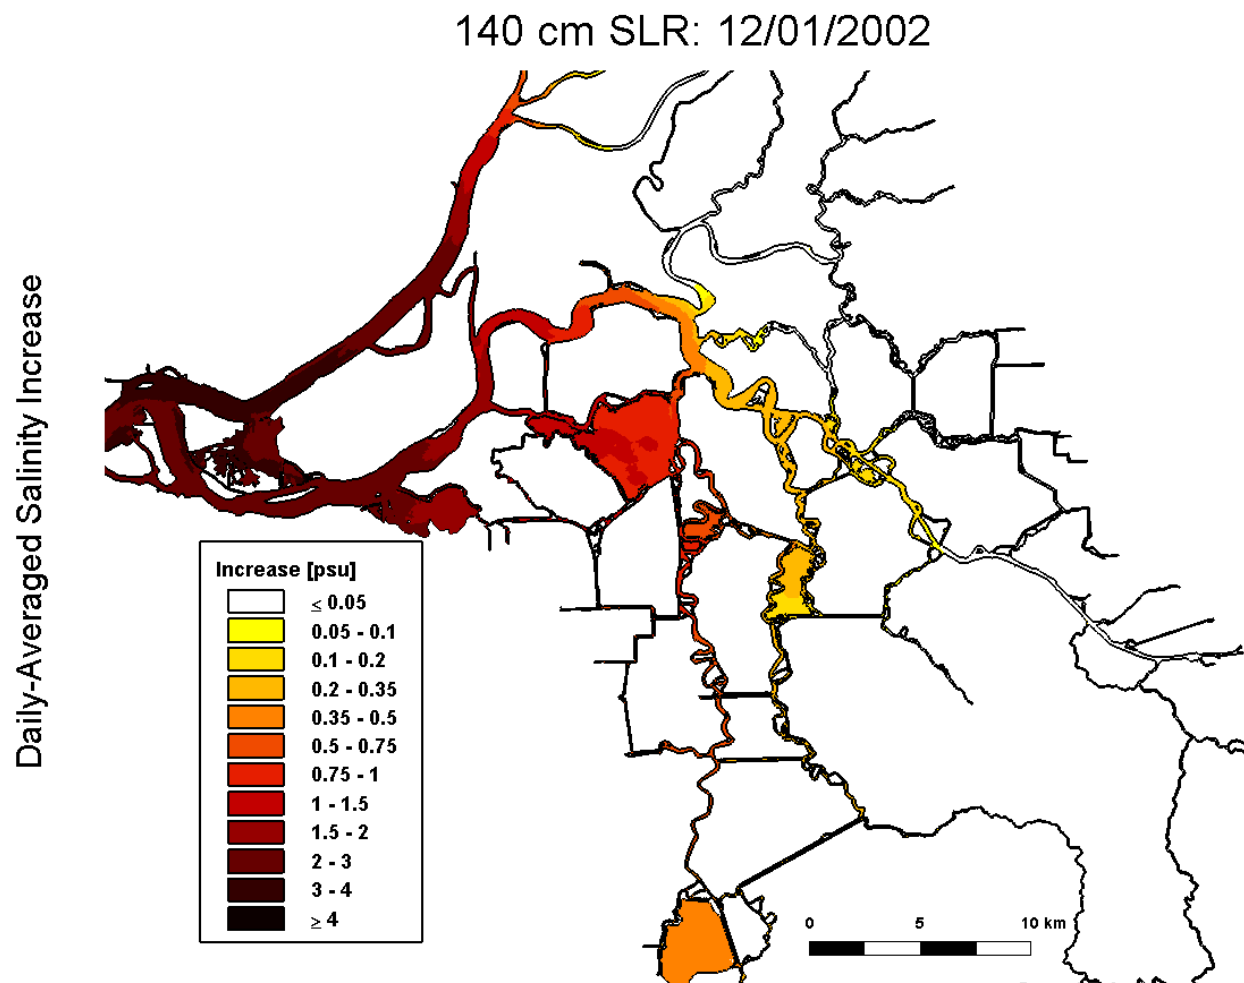 140 cm SLR: 12/01/2002
Daily-Averaged Salinity Increase
Increase [psu]
≤ 0.05
0.05 - 0.1
0.1 - 0.2
0.2 - 0.35
0.35 - 0.5
0.5 - 0.75
0.75 - 1
1 - 1.5
1.5 - 2
2 - 3
3 - 4
≥ 4
0 5 10 km